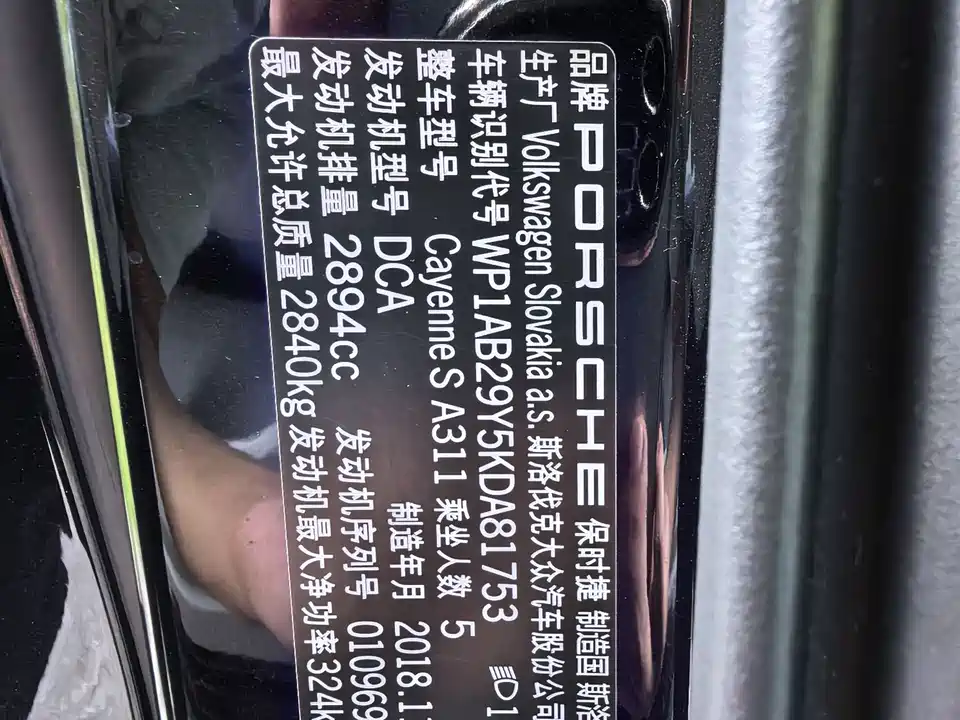 品牌 PORSCHE 保时捷 制造国 斯洛
生产厂 Volkswagen Slovakia a.s. 斯洛伐克大众汽车股份公司
车辆识别代号 WP1AB29Y5KDA81753 1
整车型号 Cayenne S A311 乘坐人数 5
发动机型号 DCA 制造年月 2018.1
发动机排量 2894cc 发动机序列号 01096
最大允许总质量 2840kg 发动机最大净功率 324k